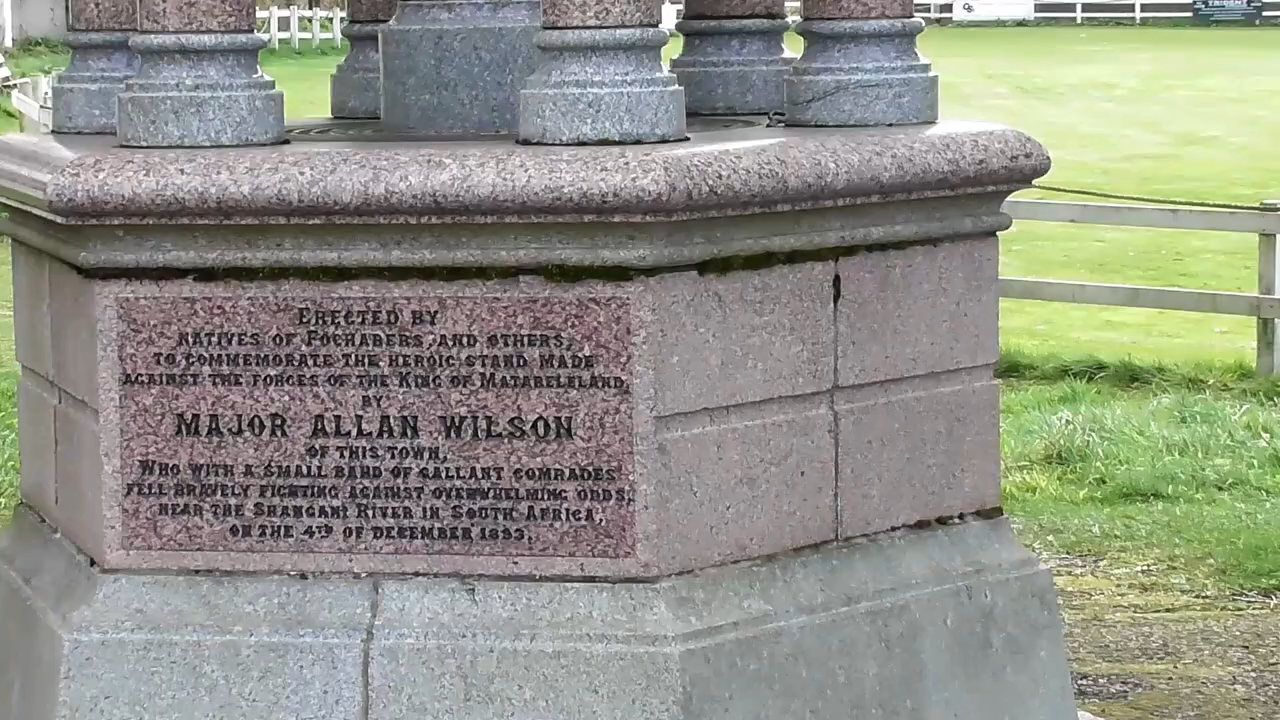 ERECTED BY
NATIVES OF FOCHABERS AND OTHERS,
TO COMMEMORATE THE HEROIC STAND MADE
AGAINST THE FORCES OF THE KING OF MATABELELAND,
BY
MAJOR ALLAN WILSON
OF THIS TOWN,
WHO WITH A SMALL BAND OF GALLANT COMRADES
FELL BRAVELY FIGHTING AGAINST OVERWHELMING ODDS,
NEAR THE SHANGANI RIVER IN SOUTH AFRICA,
ON THE 4TH OF DECEMBER 1893.
TRIDENT